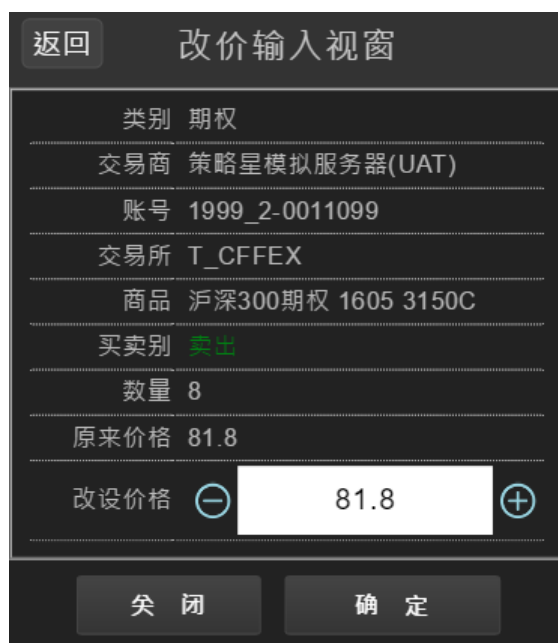 返回 改价输入视窗
类别 期权
交易商 策略星模拟服务器(UAT)
账号 1999_2-0011099
交易所 T_CFFEX
商品 沪深300期权 1605 3150C
买卖别 卖出
数量 8
原来价格 81.8
改设价格 81.8
关 闭 确 定